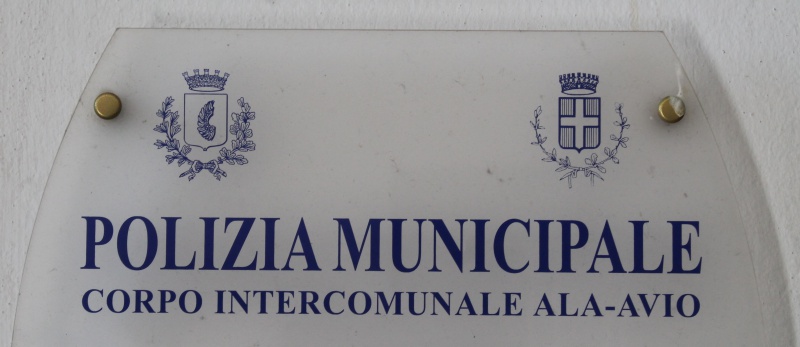 POLIZIA MUNICIPALE
CORPO INTERCOMUNALE ALA-AVIO